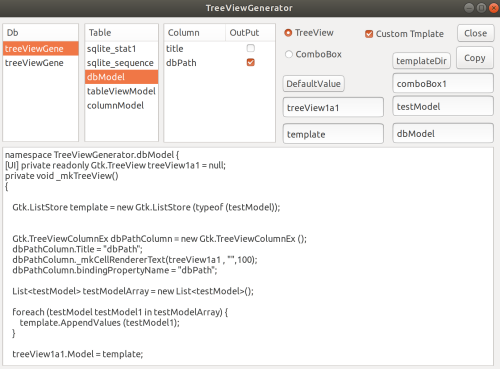 TreeViewGenerator
Db
treeViewGene
treeViewGene
Table
sqlite_stat1
sqlite_sequence
dbModel
tableViewModel
columnModel
Column OutPut
title
dbPath
TreeView
ComboBox
Custom Tmplate
Close
templateDir
Copy
DefaultValue
comboBox1
treeView1a1
testModel
template
dbModel
namespace TreeViewGenerator.dbModel {
[UI] private readonly Gtk.TreeView treeView1a1 = null;
private void _mkTreeView()
{
Gtk.ListStore template = new Gtk.ListStore (typeof (testModel));
Gtk.TreeViewColumnEx dbPathColumn = new Gtk.TreeViewColumnEx ();
dbPathColumn.Title = "dbPath";
dbPathColumn._mkCellRendererText(treeView1a1 , "",100);
dbPathColumn.bindingPropertyName = "dbPath";
List<testModel> testModelArray = new List<testModel>();
foreach (testModel testModel1 in testModelArray) {
template.AppendValues (testModel1);
}
treeView1a1.Model = template;